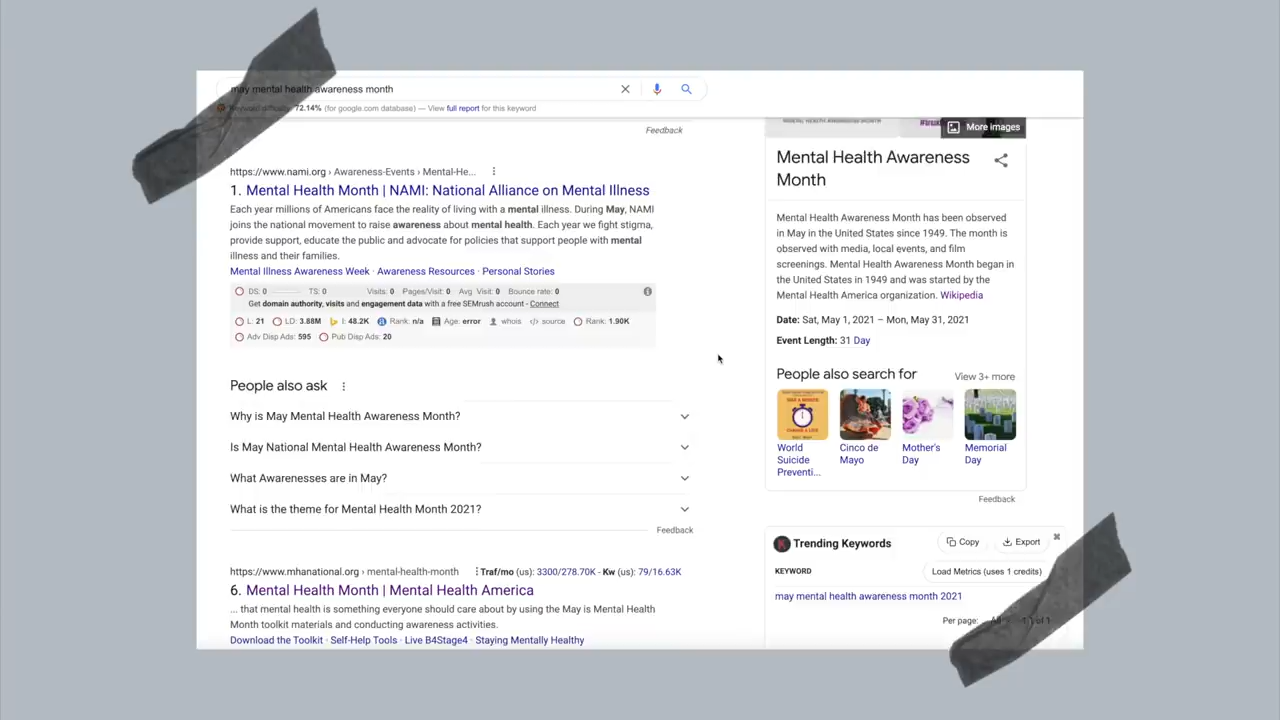 may mental health awareness month
72.14% (for google.com database) — View full report for this keyword
Feedback
https://www.nami.org › Awareness-Events › Mental-He...
1. Mental Health Month | NAMI: National Alliance on Mental Illness
Each year millions of Americans face the reality of living with a mental illness. During May, NAMI
joins the national movement to raise awareness about mental health. Each year we fight stigma,
provide support, educate the public and advocate for policies that support people with mental
illness and their families.
Mental Illness Awareness Week · Awareness Resources · Personal Stories
DS: 0 TS: 0 Visits: 0 Pages/Visit: 0 Avg. Visit: 0 Bounce rate: 0
Get domain authority, visits and engagement data with a free SEMrush account - Connect
L: 21 LD: 3.88M I: 48.2K Rank: n/a Age: error whois </> source Rank: 1.90K
Adv Disp Ads: 595 Pub Disp Ads: 20
People also ask
Why is May Mental Health Awareness Month?
Is May National Mental Health Awareness Month?
What Awarenesses are in May?
What is the theme for Mental Health Month 2021?
Feedback
https://www.mhanational.org › mental-health-month Traf/mo (us): 3300/278.70K - Kw (us): 79/16.63K
6. Mental Health Month | Mental Health America
... that mental health is something everyone should care about by using the May is Mental Health
Month toolkit materials and conducting awareness activities.
Download the Toolkit · Self-Help Tools · Live B4Stage4 · Staying Mentally Healthy
More images
Mental Health Awareness
Month
Mental Health Awareness Month has been observed
in May in the United States since 1949. The month is
observed with media, local events, and film
screenings. Mental Health Awareness Month began in
the United States in 1949 and was started by the
Mental Health America organization. Wikipedia
Date: Sat, May 1, 2021 – Mon, May 31, 2021
Event Length: 31 Day
People also search for View 3+ more
World
Suicide
Preventi...
Cinco de
Mayo
Mother's
Day
Memorial
Day
Feedback
Trending Keywords Copy Export
KEYWORD Load Metrics (uses 1 credits)
may mental health awareness month 2021
Per page: All 1-1 of 1